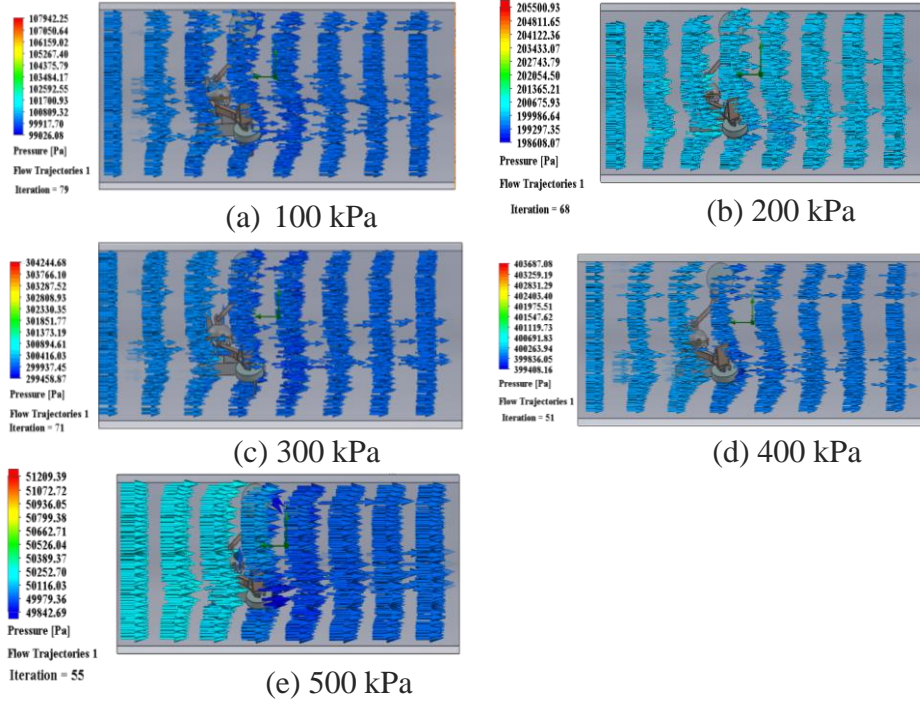 107942.25
107050.64
106159.02
105267.40
104375.79
103484.17
102592.55
101700.93
100809.32
99917.70
99026.08
Pressure [Pa]
Flow Trajectories 1
Iteration = 79
(a) 100 kPa
205500.93
204811.65
204122.36
203433.07
202743.79
202054.50
201365.21
200675.93
199986.64
199297.35
198608.07
Pressure [Pa]
Flow Trajectories 1
Iteration = 68
(b) 200 kPa
304244.68
303766.10
303287.52
302808.93
302330.35
301851.77
301373.19
300894.61
300416.03
299937.45
299458.87
Pressure [Pa]
Flow Trajectories 1
Iteration = 71
(c) 300 kPa
403687.08
403259.19
402831.29
402403.40
401975.51
401547.62
401119.73
400691.83
400263.94
399836.05
399408.16
Pressure [Pa]
Flow Trajectories 1
Iteration = 51
(d) 400 kPa
51209.39
51072.72
50936.05
50799.38
50662.71
50526.04
50389.37
50252.70
50116.03
49979.36
49842.69
Pressure [Pa]
Flow Trajectories 1
Iteration = 55
(e) 500 kPa